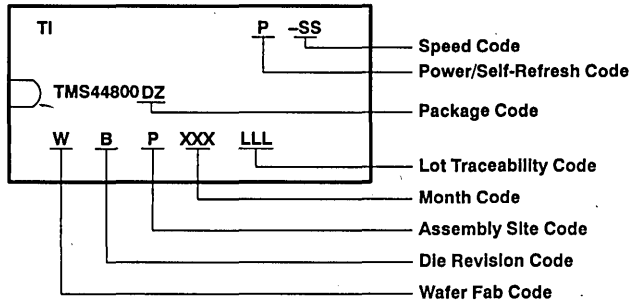 TI P -SS
Speed Code
Power/Self-Refresh Code
TMS44800DZ
Package Code
W B P XXX LLL
Lot Traceability Code
Month Code
Assembly Site Code
Die Revision Code
Wafer Fab Code